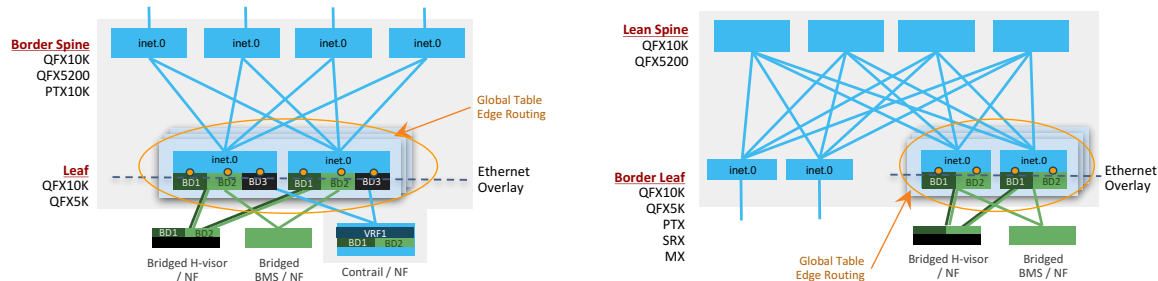 inet.0 inet.0 inet.0 inet.0
Border Spine
QFX10K
QFX5200
PTX10K
Global Table
Edge Routing
inet.0 inet.0
Leaf
QFX10K
QFX5K
BD1 BD2 BD3 BD1 BD2 BD3
Ethernet
Overlay
BD1 BD2
VRF1
BD1 BD2
Bridged H-visor
/ NF
Bridged
BMS / NF
Contrail / NF
Lean Spine
QFX10K
QFX5200
Global Table
Edge Routing
inet.0 inet.0
inet.0 inet.0
BD1 BD2 BD1 BD2
Ethernet
Overlay
Border Leaf
QFX10K
QFX5K
PTX
SRX
MX
Global Table
Edge Routing
Bridged H-visor
/ NF
Bridged
BMS / NF